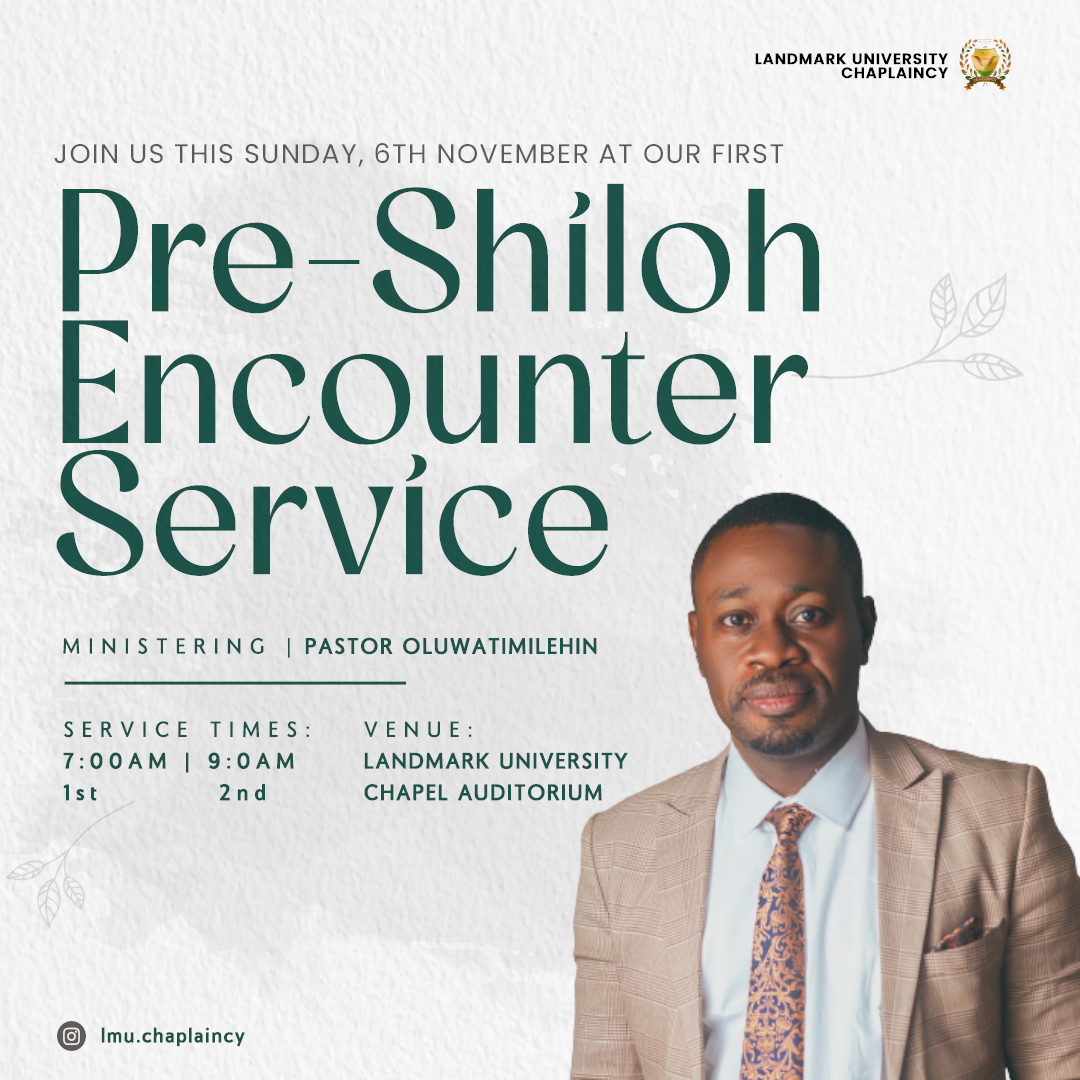 LANDMARK UNIVERSITY
CHAPLAINCY
JOIN US THIS SUNDAY, 6TH NOVEMBER AT OUR FIRST
Pre-Shiloh
Encounter
Service
MINISTERING | PASTOR OLUWATIMILEHIN
SERVICE TIMES:
7:00AM | 9:0AM
1st 2nd
VENUE:
LANDMARK UNIVERSITY
CHAPEL AUDITORIUM
lmu.chaplaincy